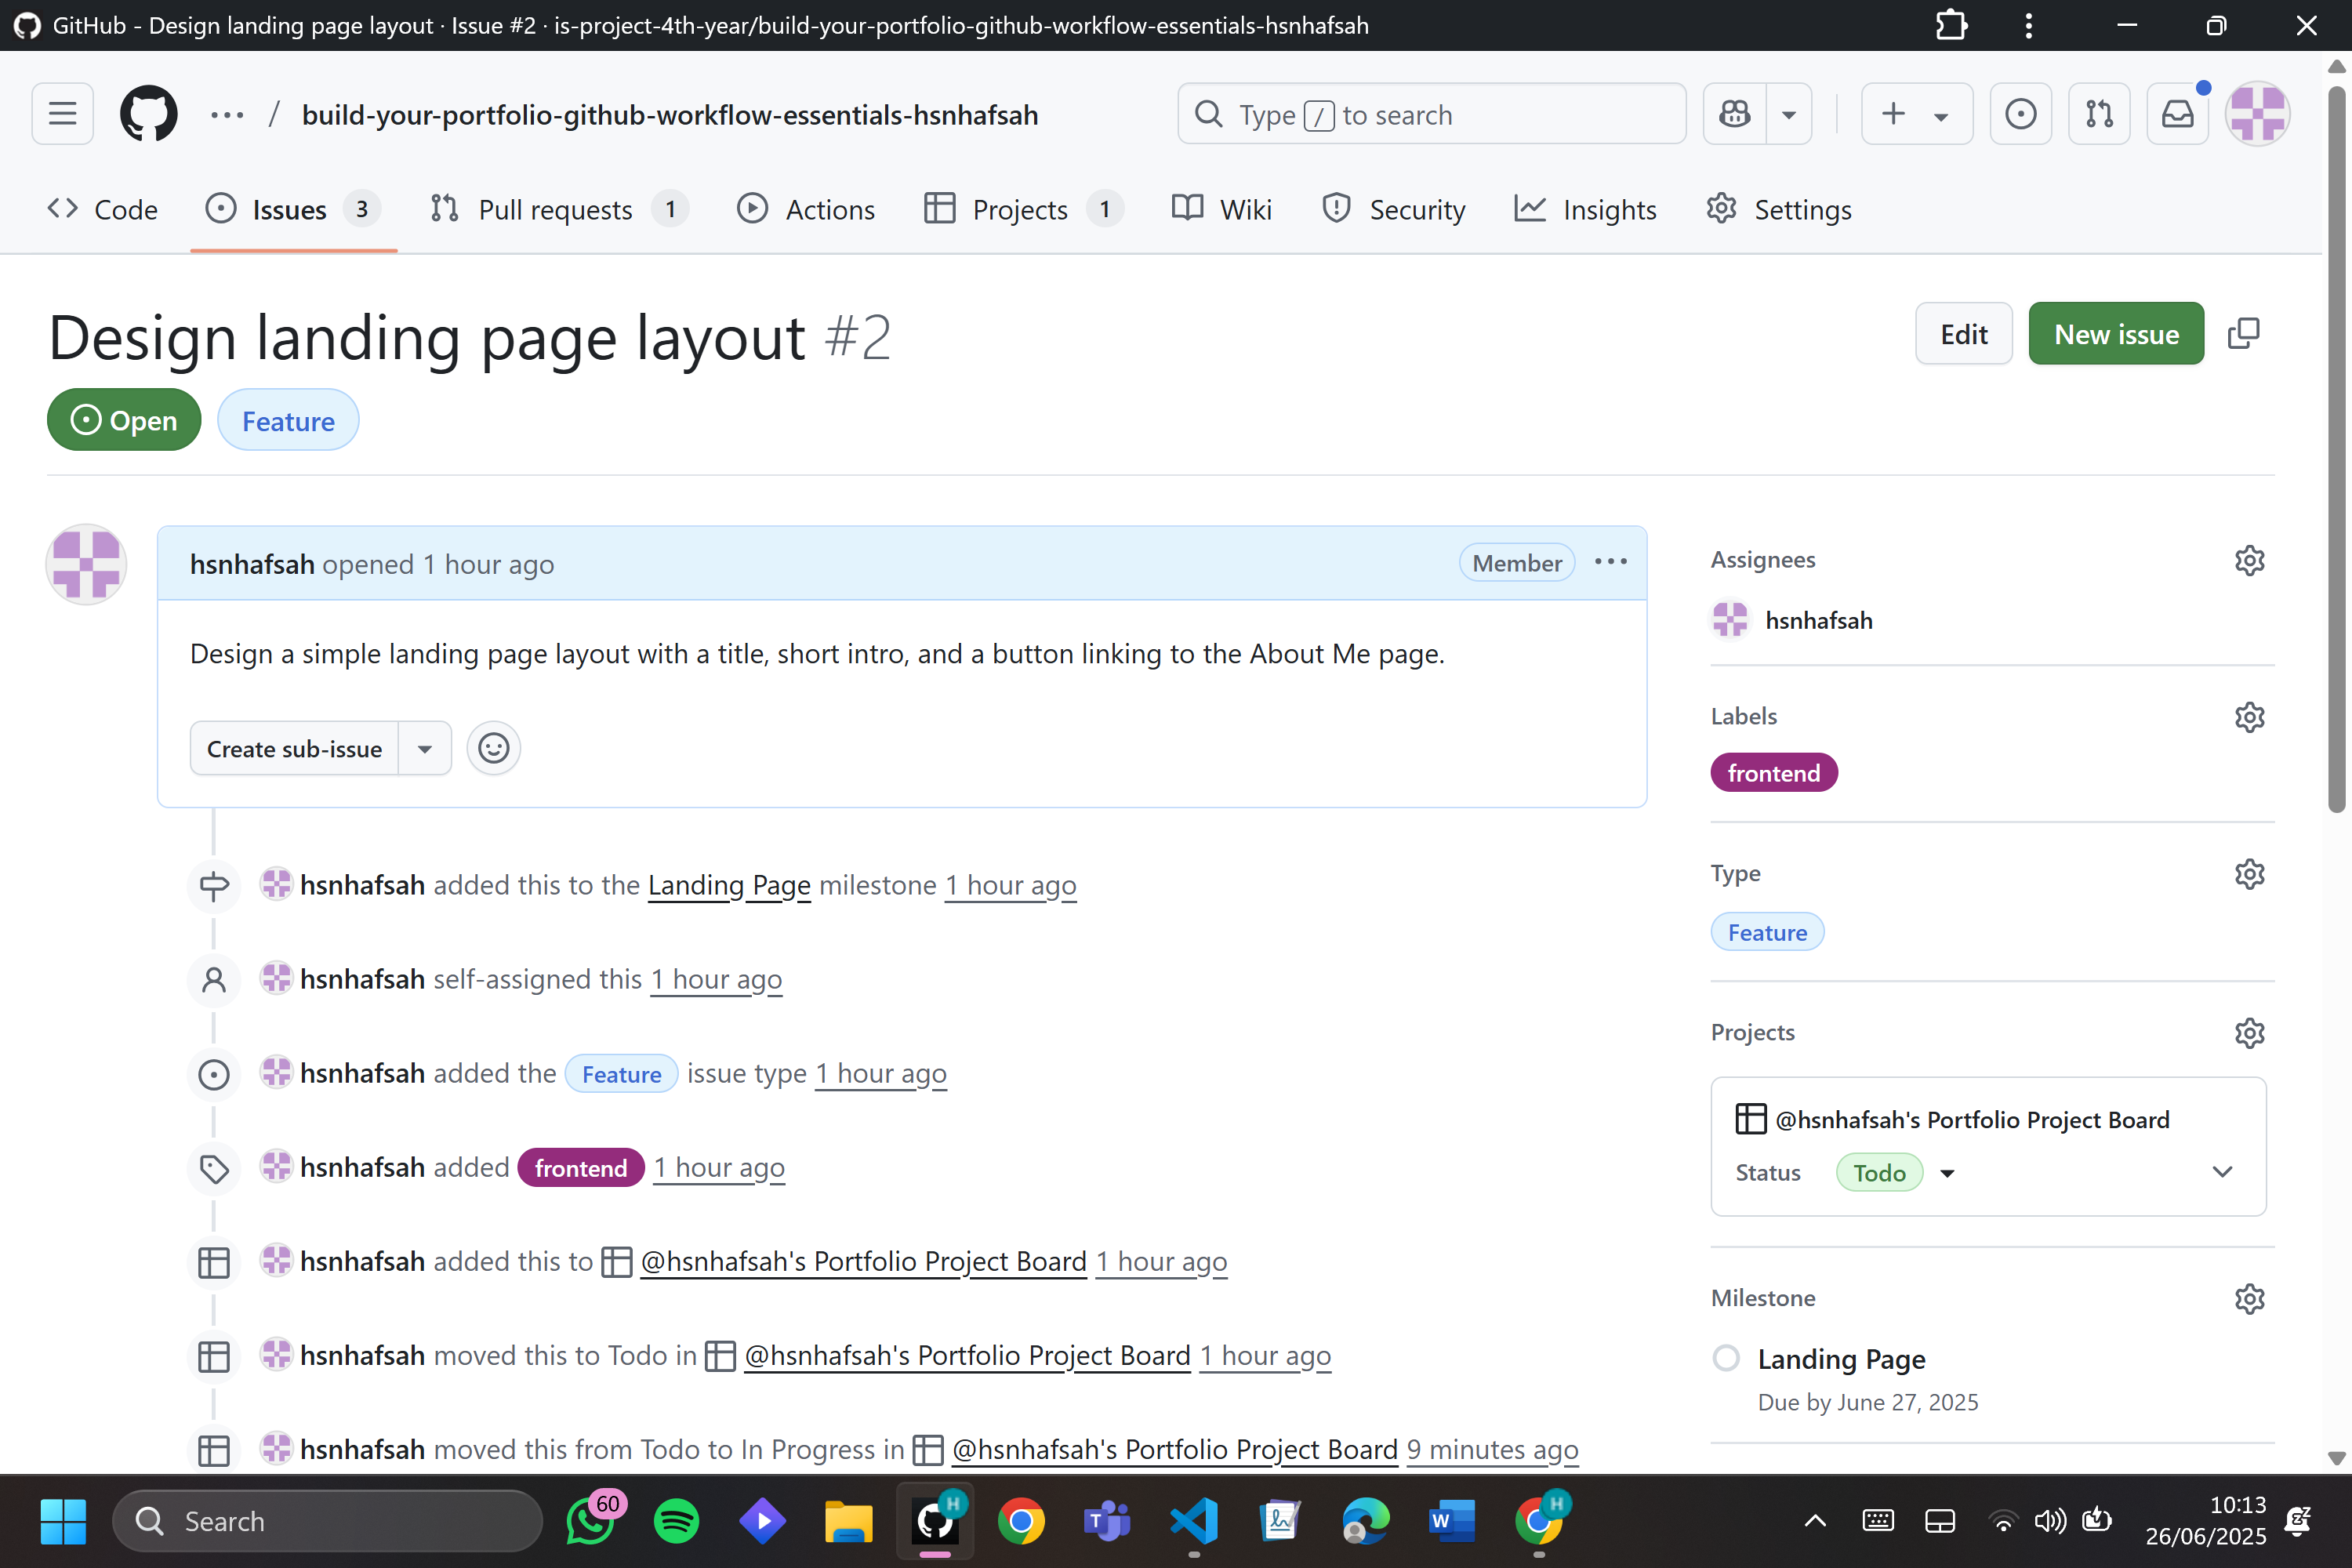 GitHub - Design landing page layout · Issue #2 · is-project-4th-year/build-your-portfolio-github-workflow-essentials-hsnhafsah
/ build-your-portfolio-github-workflow-essentials-hsnhafsah
Type / to search
Code
Issues 3
Pull requests 1
Actions
Projects 1
Wiki
Security
Insights
Settings
Design landing page layout #2
Edit
New issue
Open
Feature
hsnhafsah opened 1 hour ago
Member
Design a simple landing page layout with a title, short intro, and a button linking to the About Me page.
Create sub-issue
hsnhafsah added this to the Landing Page milestone 1 hour ago
hsnhafsah self-assigned this 1 hour ago
hsnhafsah added the Feature issue type 1 hour ago
hsnhafsah added frontend 1 hour ago
hsnhafsah added this to @hsnhafsah's Portfolio Project Board 1 hour ago
hsnhafsah moved this to Todo in @hsnhafsah's Portfolio Project Board 1 hour ago
hsnhafsah moved this from Todo to In Progress in @hsnhafsah's Portfolio Project Board 9 minutes ago
Assignees
hsnhafsah
Labels
frontend
Type
Feature
Projects
@hsnhafsah's Portfolio Project Board
Status Todo
Milestone
Landing Page
Due by June 27, 2025
Search
60
H
T
W
H
10:13
26/06/2025